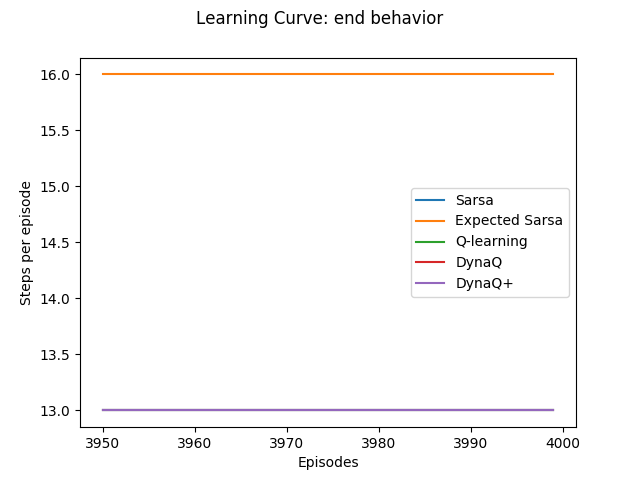 Learning Curve: end behavior
16.0
15.5
15.0
14.5
14.0
13.5
13.0
Steps per episode
Sarsa
Expected Sarsa
Q-learning
DynaQ
DynaQ+
3950 3960 3970 3980 3990 4000
Episodes